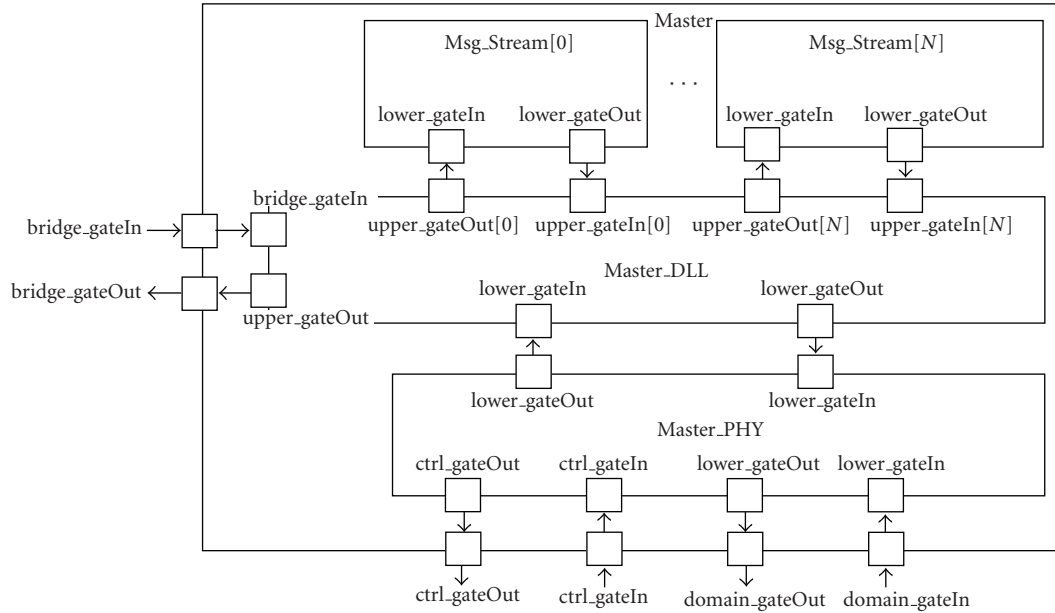 Master
Msg_Stream[0]
Msg_Stream[N]
. . .
lower_gateIn
lower_gateOut
lower_gateIn
lower_gateOut
bridge_gateIn
upper_gateOut[0]
upper_gateIn[0]
upper_gateOut[N]
upper_gateIn[N]
bridge_gateIn
bridge_gateOut
Master_DLL
lower_gateIn
lower_gateOut
upper_gateOut
lower_gateOut
lower_gateIn
Master_PHY
ctrl_gateOut
ctrl_gateIn
lower_gateOut
lower_gateIn
ctrl_gateOut
ctrl_gateIn
domain_gateOut
domain_gateIn